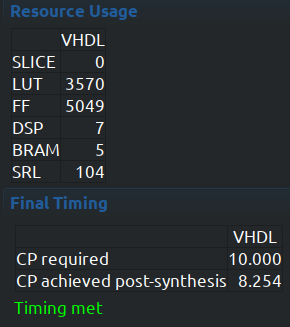 Resource Usage
VHDL
SLICE 0
LUT 3570
FF 5049
DSP 7
BRAM 5
SRL 104
Final Timing
VHDL
CP required 10.000
CP achieved post-synthesis 8.254
Timing met